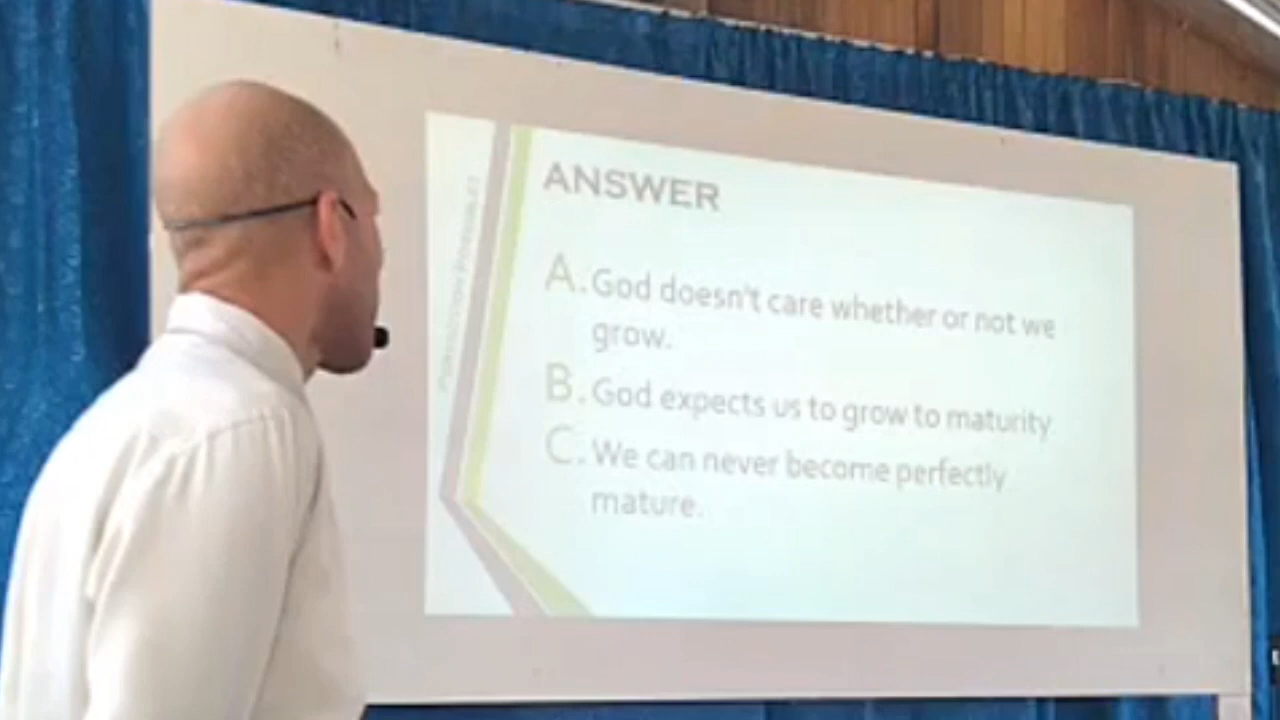 ANSWER
A. God doesn't care whether or not we
grow.
B. God expects us to grow to maturity
C. We can never become perfectly
mature.